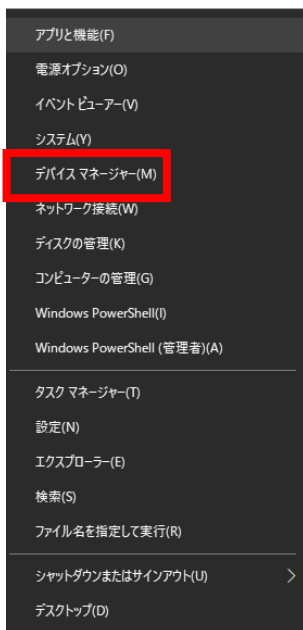 アプリと機能(F)
電源オプション(O)
イベント ビューアー(V)
システム(Y)
デバイス マネージャー(M)
ネットワーク接続(W)
ディスクの管理(K)
コンピューターの管理(G)
Windows PowerShell(I)
Windows PowerShell (管理者)(A)
タスク マネージャー(T)
設定(N)
エクスプローラー(E)
検索(S)
ファイル名を指定して実行(R)
シャットダウンまたはサインアウト(U)
デスクトップ(D)